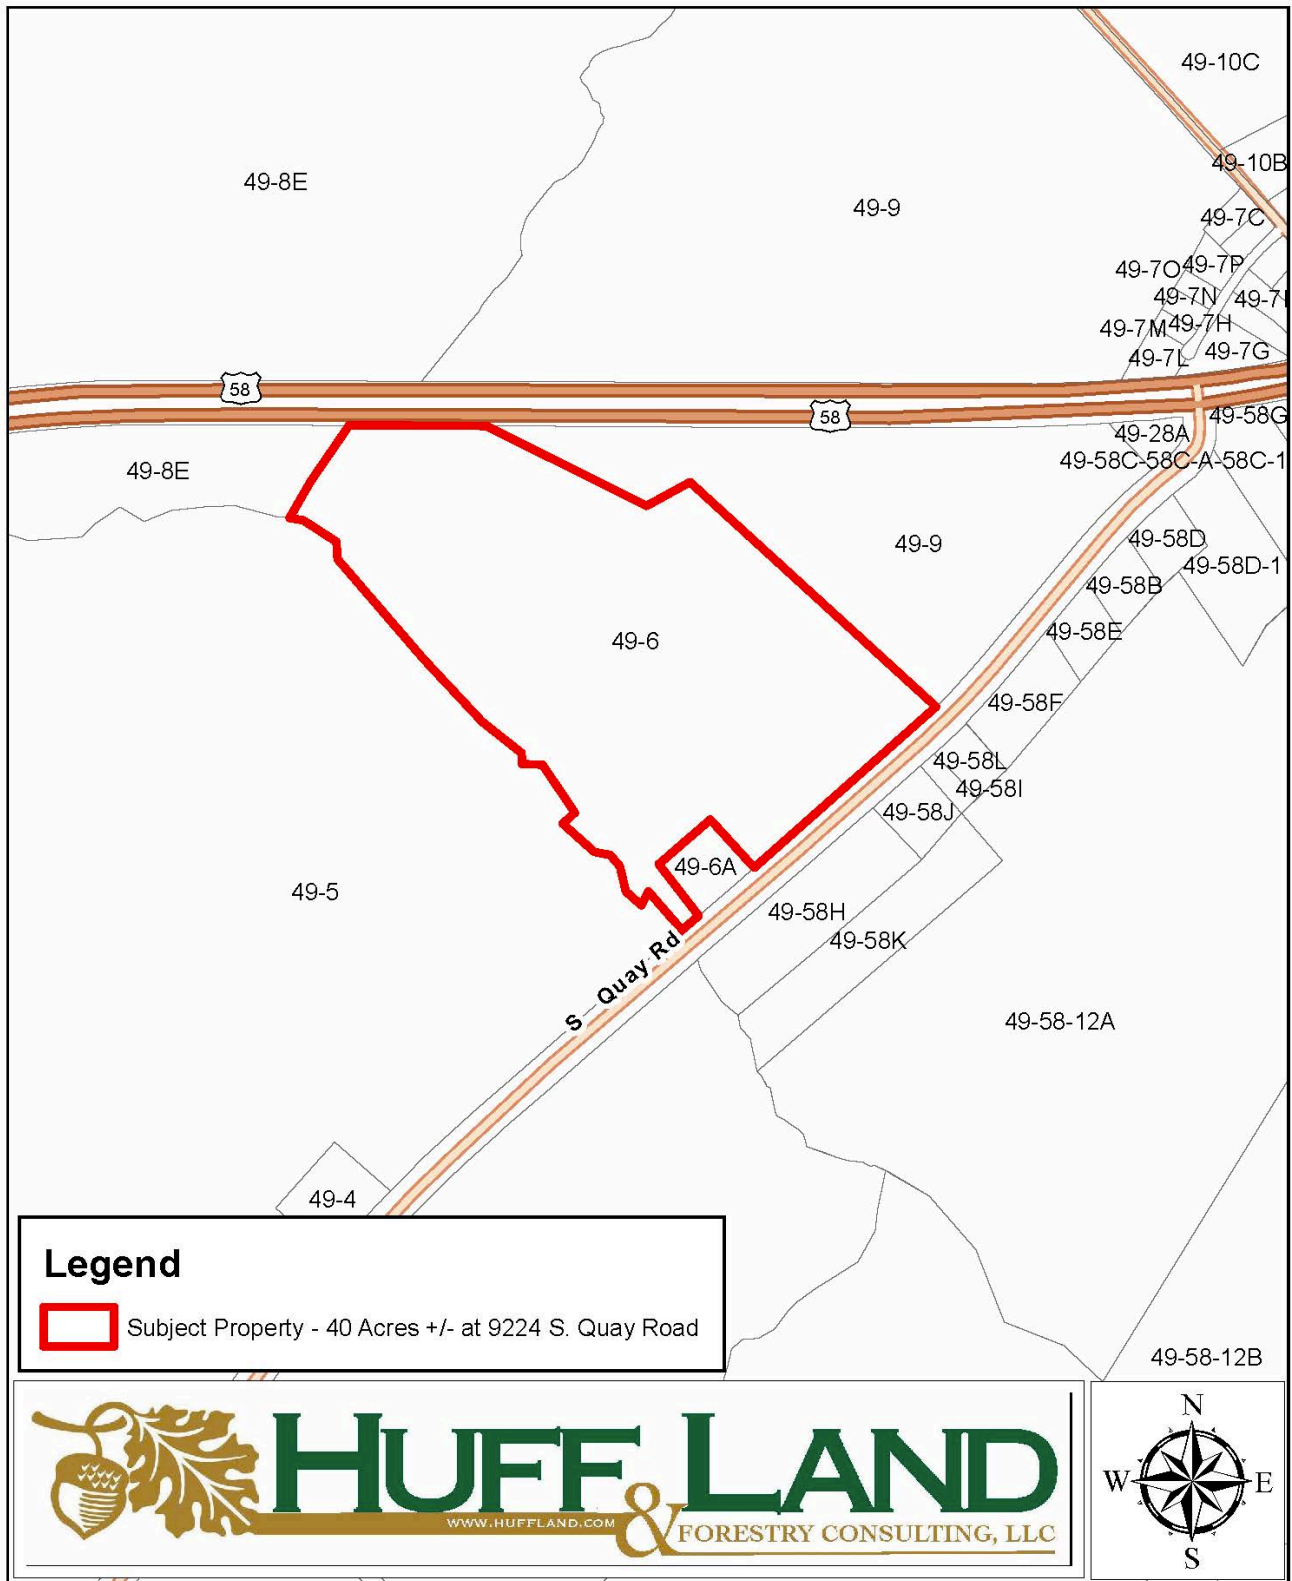 49-10C
49-10B
49-8E
49-9
49-7C
49-7O
49-7P
49-7N
49-7M
49-7H
49-7L
49-7G
58
58
49-58G
49-28A
49-58C-58C-A-58C-1
49-8E
49-9
49-58D
49-58D-1
49-58B
49-58E
49-6
49-58F
49-58L
49-58I
49-58J
49-6A
49-5
49-58H
49-58K
S Quay Rd
49-58-12A
49-4
Legend
Subject Property - 40 Acres +/- at 9224 S. Quay Road
49-58-12B
HUFF LAND
&
WWW.HUFFLAND.COM
FORESTRY CONSULTING, LLC
N
W
E
S